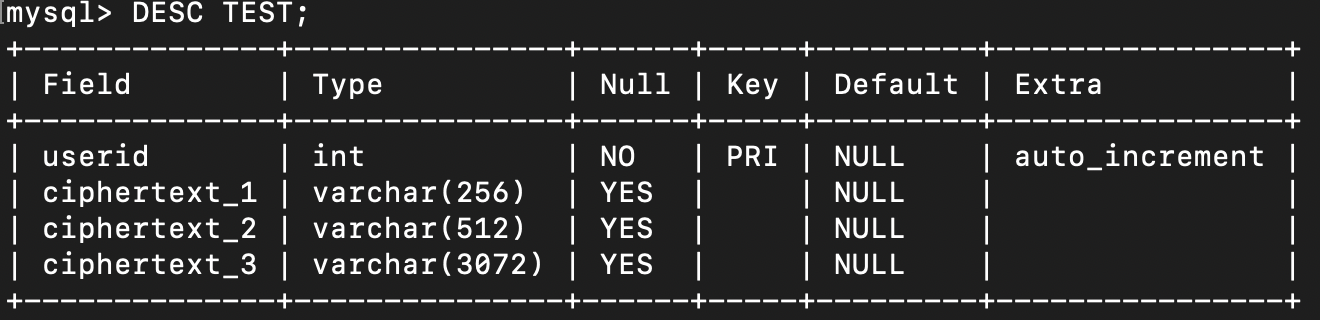 mysql> DESC TEST;
+--------------+---------------+------+-----+---------+----------------+
| Field        | Type          | Null | Key | Default | Extra          |
+--------------+---------------+------+-----+---------+----------------+
| userid       | int           | NO   | PRI | NULL    | auto_increment |
| ciphertext_1 | varchar(256)  | YES  |     | NULL    |                |
| ciphertext_2 | varchar(512)  | YES  |     | NULL    |                |
| ciphertext_3 | varchar(3072) | YES  |     | NULL    |                |
+--------------+---------------+------+-----+---------+----------------+